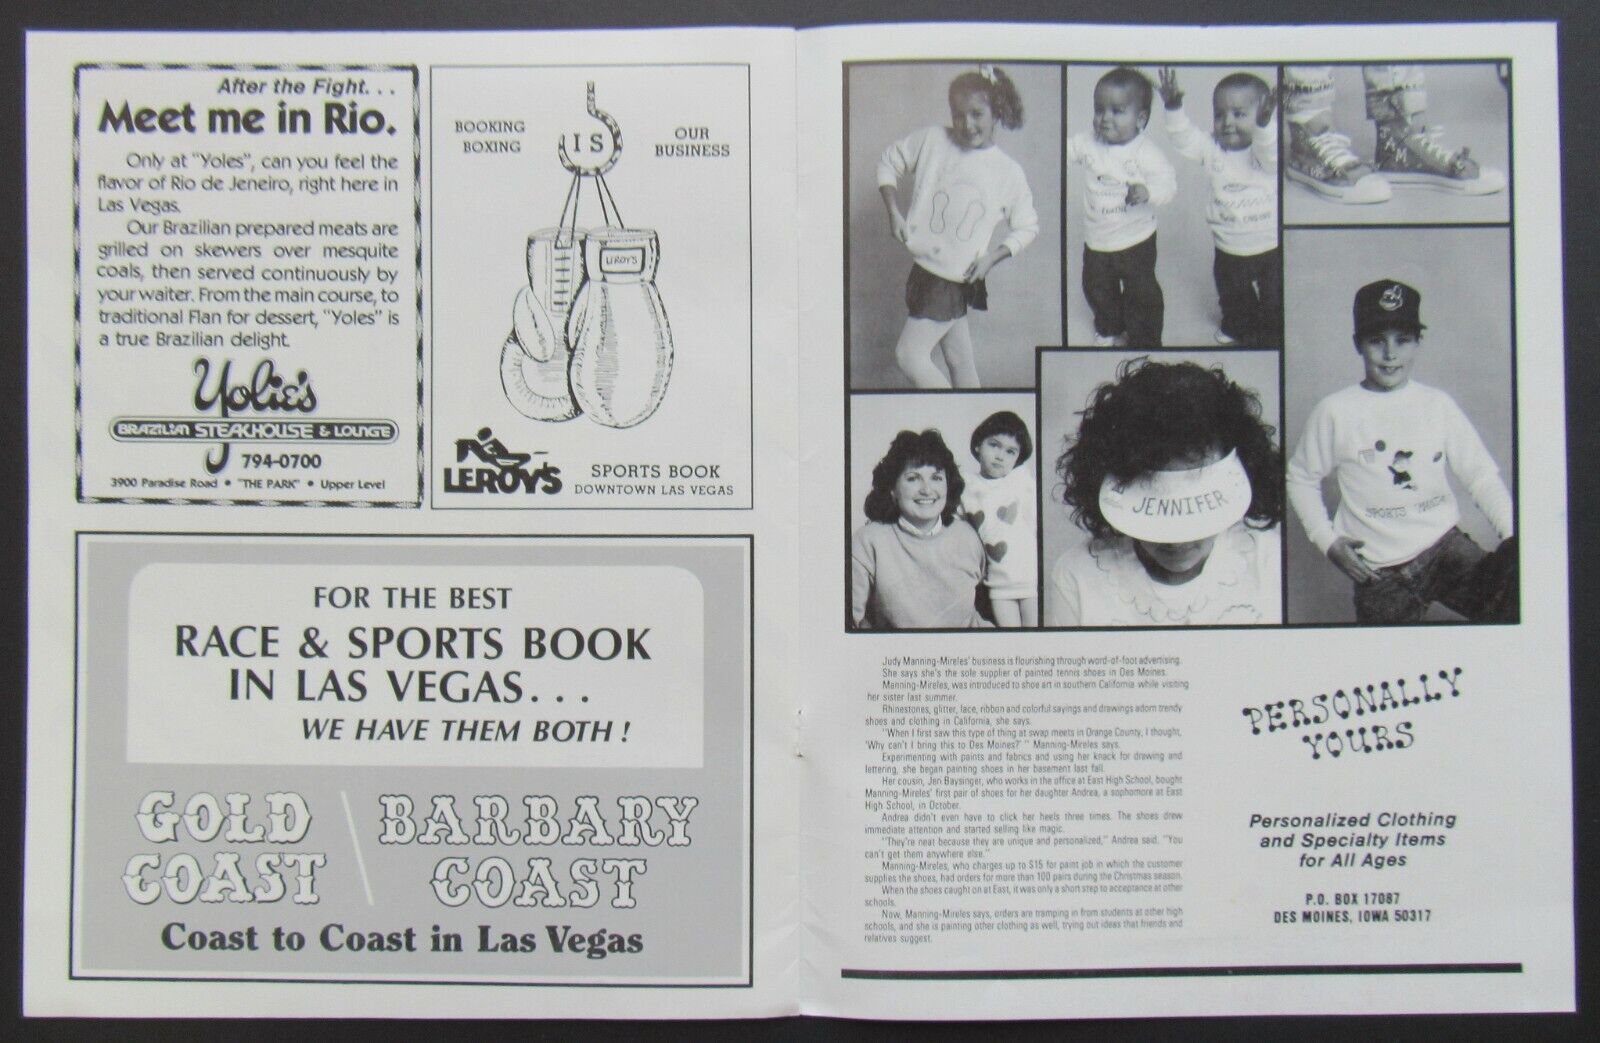 After the Fight. . .
Meet me in Rio.
Only at "Yoles", can you feel the
flavor of Rio de Jeneiro, right here in
Las Vegas.
Our Brazilian prepared meats are
grilled on skewers over mesquite
coals, then served continuously by
your waiter. From the main course, to
traditional Flan for dessert, "Yoles" is
a true Brazilian delight.
Yolie's
BRAZILIAN STEAKHOUSE & LOUNGE
794-0700
3900 Paradise Road • "THE PARK" • Upper Level
BOOKING
BOXING
IS
OUR
BUSINESS
LEROY'S
LEROY'S
SPORTS BOOK
DOWNTOWN LAS VEGAS
FOR THE BEST
RACE & SPORTS BOOK
IN LAS VEGAS. . .
WE HAVE THEM BOTH !
GOLD
COAST
BARBARY
COAST
Coast to Coast in Las Vegas
JENNIFER
SPORTS
Judy Manning-Mireles' business is flourishing through word-of-foot advertising.
She says she's the sole supplier of painted tennis shoes in Des Moines.
Manning-Mireles, was introduced to shoe art in southern California while visiting
her sister last summer.
Rhinestones, glitter, lace, ribbon and colorful sayings and drawings adorn trendy
shoes and clothing in California, she says.
"When I first saw this type of thing at swap meets in Orange County, I thought,
'Why can't I bring this to Des Moines?' " Manning-Mireles says.
Experimenting with paints and fabrics and using her knack for drawing and
lettering, she began painting shoes in her basement last fall.
Her cousin, Jeri Baysinger, who works in the office at East High School, bought
Manning-Mireles' first pair of shoes for her daughter Andrea, a sophomore at East
High School, in October.
Andrea didn't even have to click her heels three times. The shoes drew
immediate attention and started selling like magic.
"They're neat because they are unique and personalized," Andrea said. "You
can't get them anywhere else."
Manning-Mireles, who charges up to $15 for paint job in which the customer
supplies the shoes, had orders for more than 100 pairs during the Christmas season.
When the shoes caught on at East, it was only a short step to acceptance at other
schools.
Now, Manning-Mireles says, orders are tramping in from students at other high
schools, and she is painting other clothing as well, trying out ideas that friends and
relatives suggest.
PERSONALLY
YOURS
Personalized Clothing
and Specialty Items
for All Ages
P.O. BOX 17087
DES MOINES, IOWA 50317